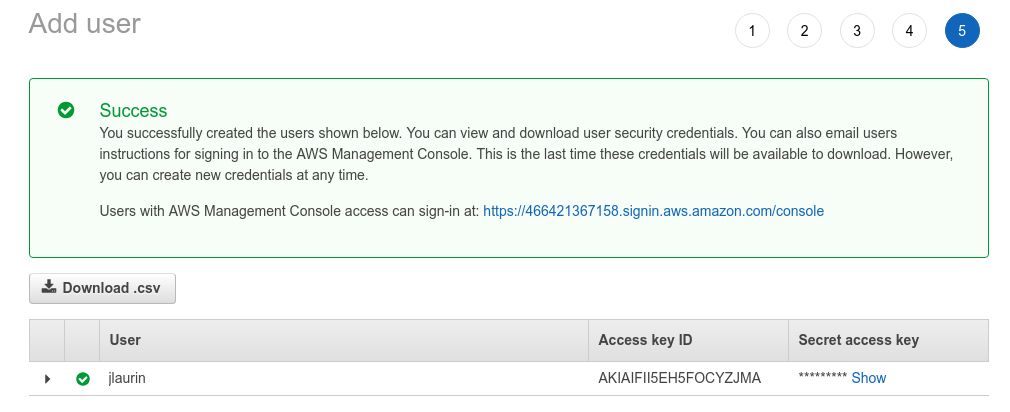 Add user
1 2 3 4 5
Success
You successfully created the users shown below. You can view and download user security credentials. You can also email users
instructions for signing in to the AWS Management Console. This is the last time these credentials will be available to download. However,
you can create new credentials at any time.
Users with AWS Management Console access can sign-in at: https://466421367158.signin.aws.amazon.com/console
Download .csv
User Access key ID Secret access key
jlaurin AKIAIFII5EH5FOCYZJMA ********* Show